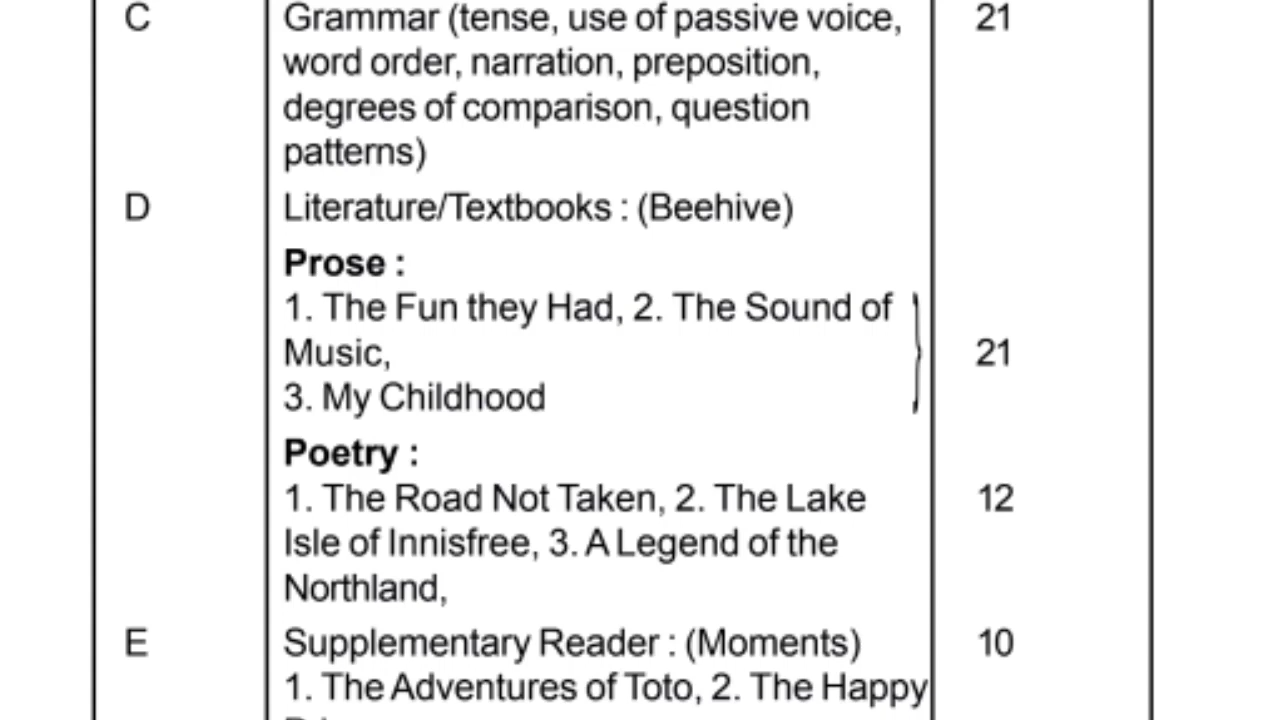 C Grammar (tense, use of passive voice, 21
word order, narration, preposition,
degrees of comparison, question
patterns)
D Literature/Textbooks : (Beehive)
Prose :
1. The Fun they Had, 2. The Sound of
Music, 21
3. My Childhood
Poetry :
1. The Road Not Taken, 2. The Lake 12
Isle of Innisfree, 3. A Legend of the
Northland,
E Supplementary Reader : (Moments) 10
1. The Adventures of Toto, 2. The Happy